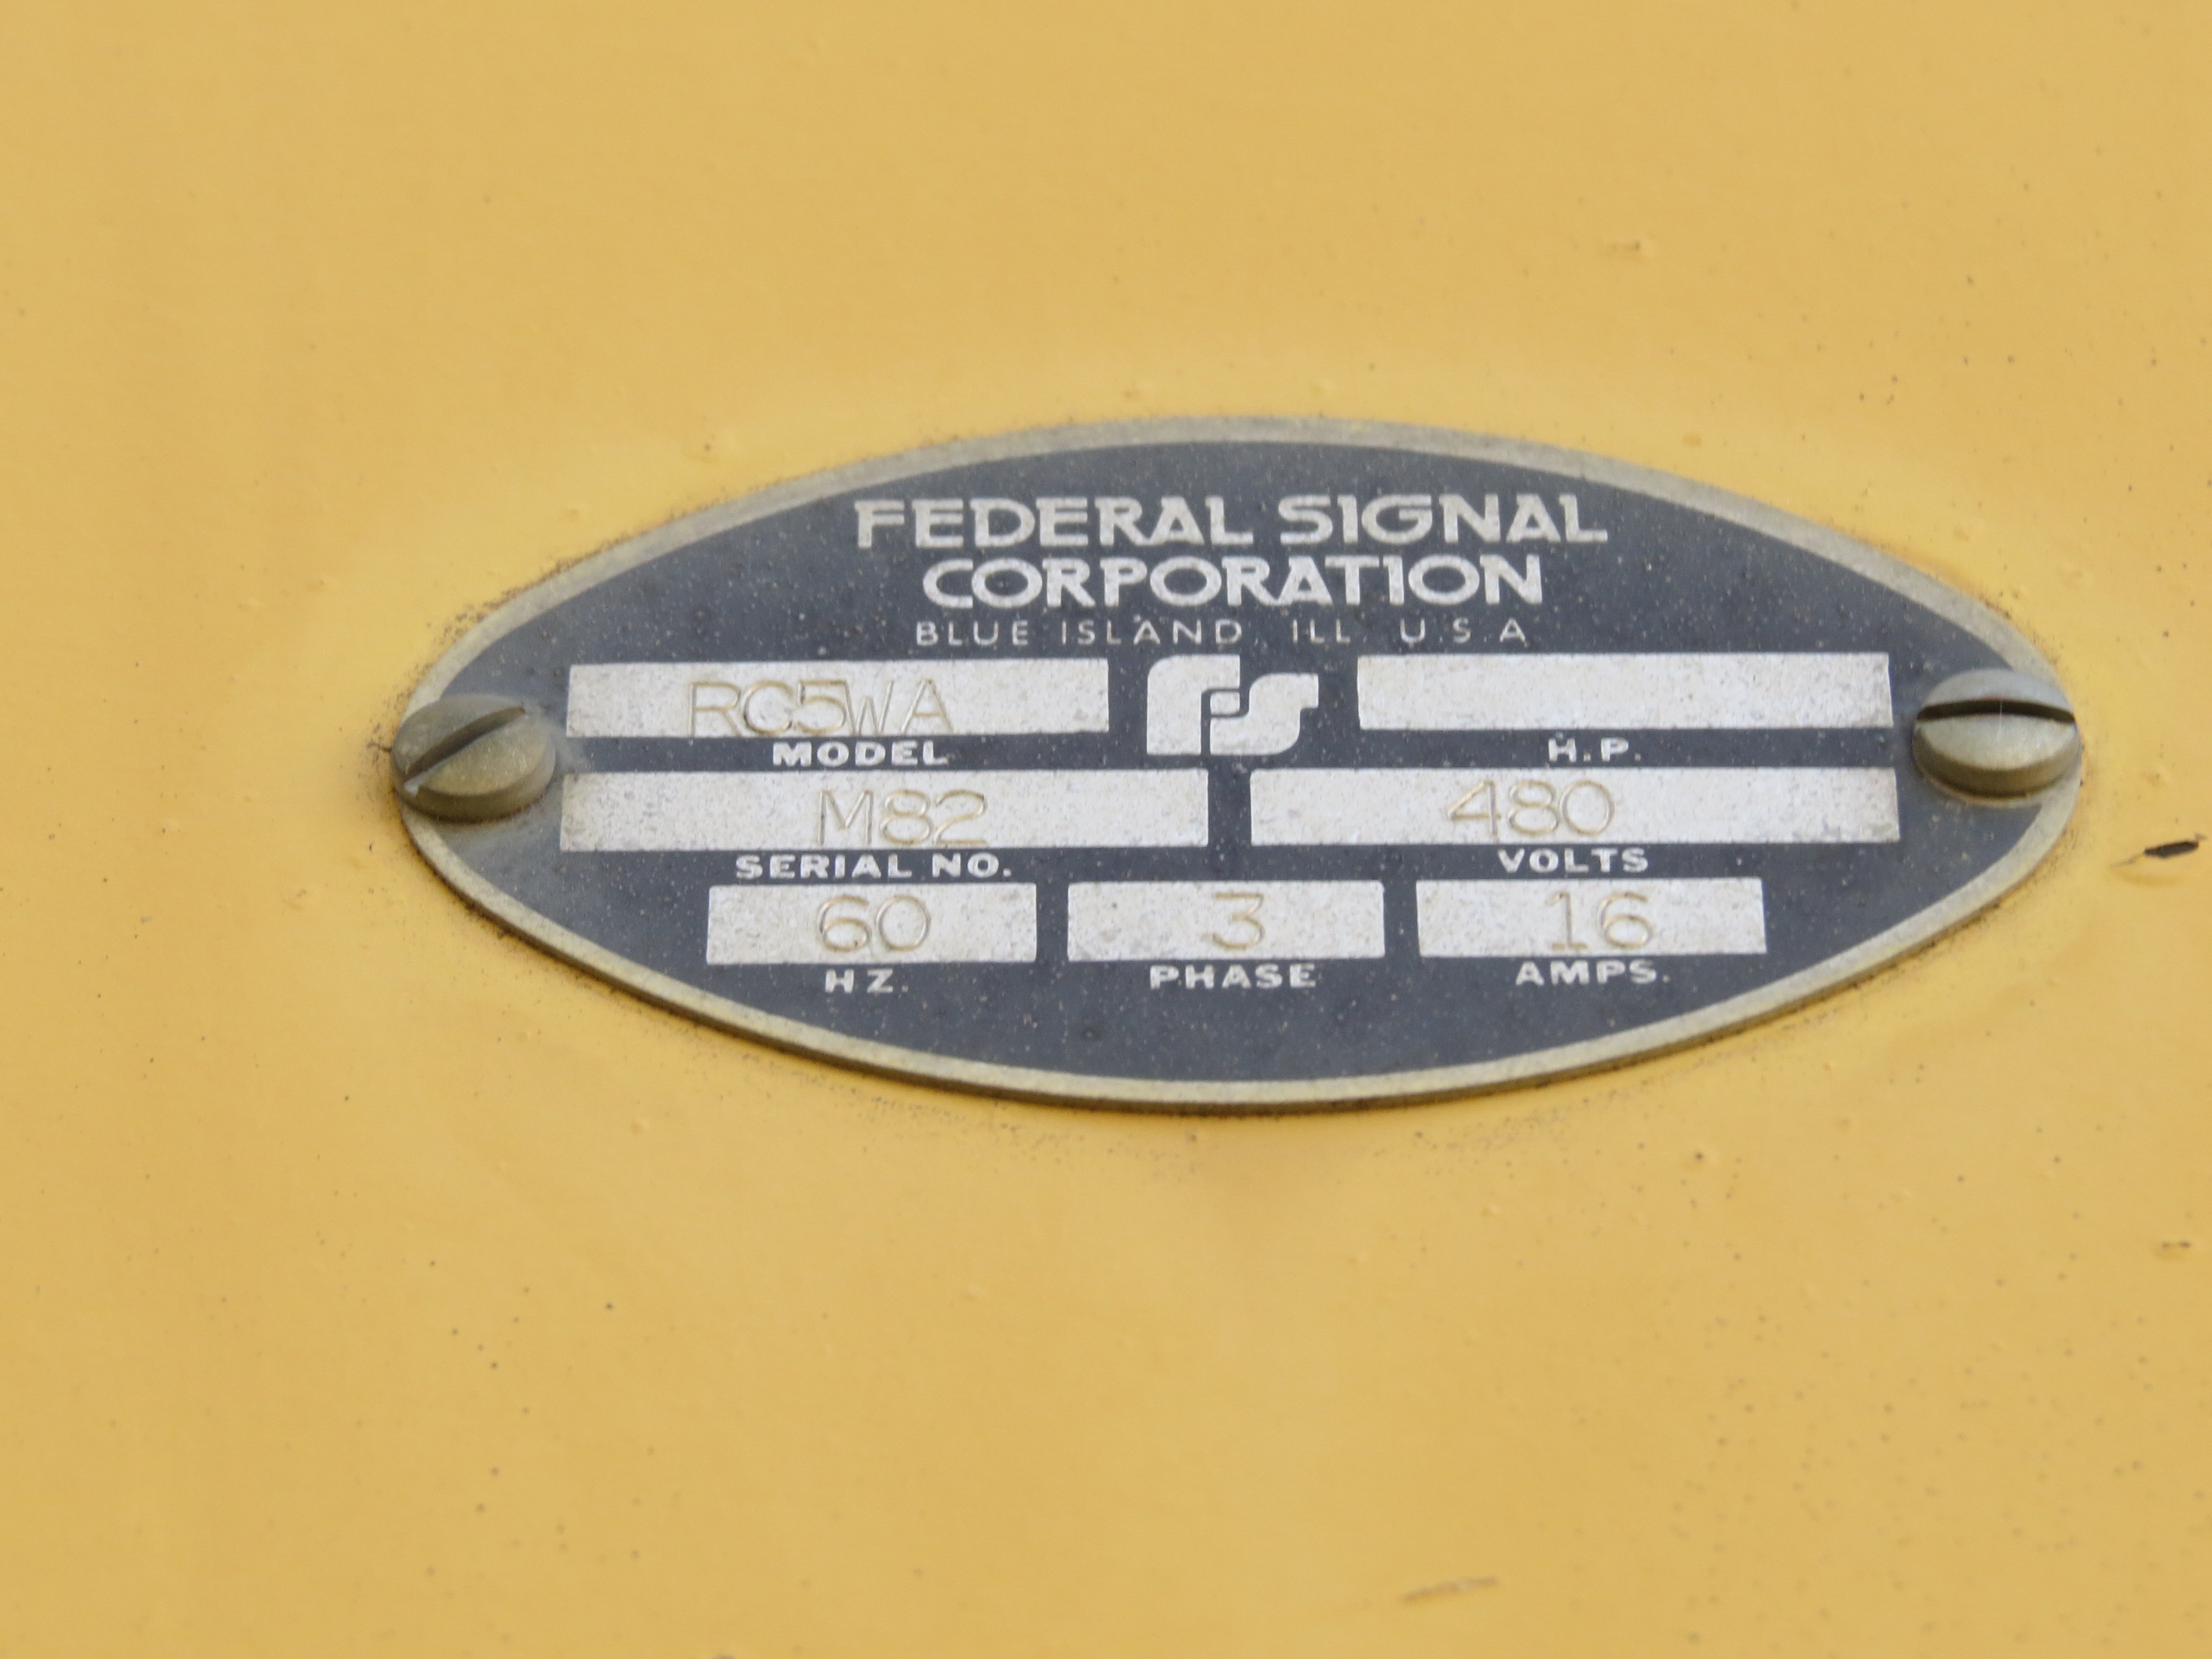 FEDERAL SIGNAL
CORPORATION
BLUE ISLAND, ILL. U.S.A
RC5WA FS
MODEL H.P.
M82 480
SERIAL NO. VOLTS
60 3 16
HZ. PHASE AMPS.